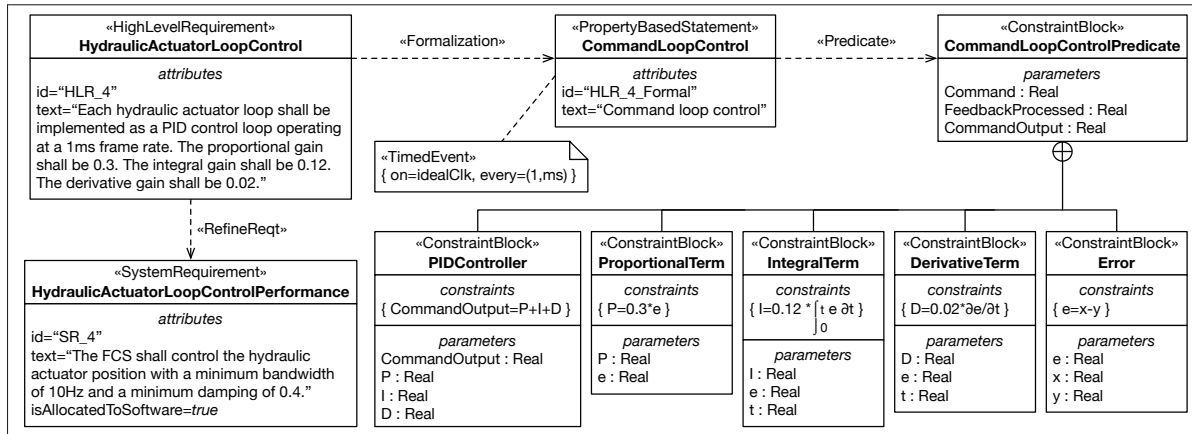 «HighLevelRequirement»
HydraulicActuatorLoopControl
attributes
id="HLR_4"
text="Each hydraulic actuator loop shall be
implemented as a PID control loop operating
at a 1ms frame rate. The proportional gain
shall be 0.3. The integral gain shall be 0.12.
The derivative gain shall be 0.02."
«Formalization»
«PropertyBasedStatement»
CommandLoopControl
attributes
id="HLR_4_Formal"
text="Command loop control"
«Predicate»
«ConstraintBlock»
CommandLoopControlPredicate
parameters
Command : Real
FeedbackProcessed : Real
CommandOutput : Real
«TimedEvent»
{ on=idealClk, every=(1,ms) }
«RefineReqt»
«SystemRequirement»
HydraulicActuatorLoopControlPerformance
attributes
id="SR_4"
text="The FCS shall control the hydraulic
actuator position with a minimum bandwidth
of 10Hz and a minimum damping of 0.4."
isAllocatedToSoftware=true
«ConstraintBlock»
PIDController
constraints
{ CommandOutput=P+I+D }
parameters
CommandOutput : Real
P : Real
I : Real
D : Real
«ConstraintBlock»
ProportionalTerm
constraints
{ P=0.3*e }
parameters
P : Real
e : Real
«ConstraintBlock»
IntegralTerm
constraints
{ I=0.12 * ⌠ t e ∂t }
⌡ 0
parameters
I : Real
e : Real
t : Real
«ConstraintBlock»
DerivativeTerm
constraints
{ D=0.02*∂e/∂t }
parameters
D : Real
e : Real
t : Real
«ConstraintBlock»
Error
constraints
{ e=x-y }
parameters
e : Real
x : Real
y : Real